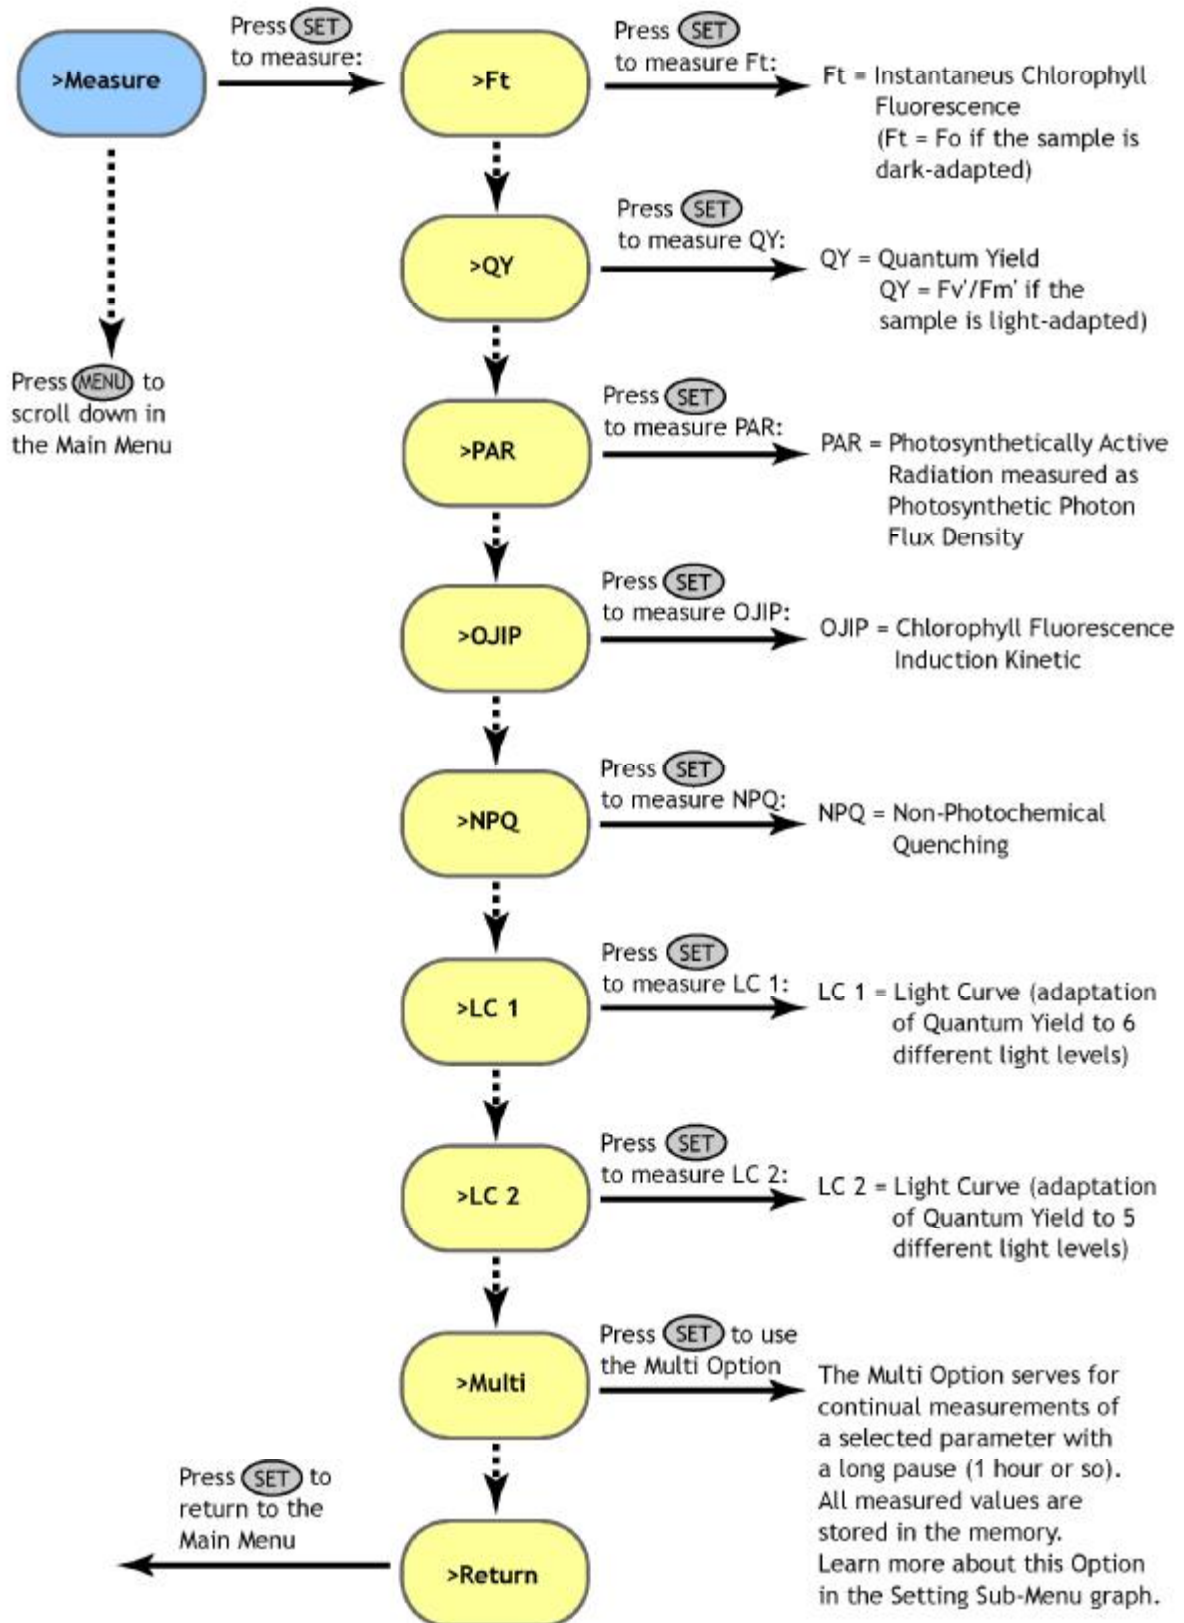 >Measure
Press SET
to measure:
Press MENU to
scroll down in
the Main Menu
>Ft
Press SET
to measure Ft:
Ft = Instantaneus Chlorophyll
Fluorescence
(Ft = Fo if the sample is
dark-adapted)
>QY
Press SET
to measure QY:
QY = Quantum Yield
QY = Fv'/Fm' if the
sample is light-adapted)
>PAR
Press SET
to measure PAR:
PAR = Photosynthetically Active
Radiation measured as
Photosynthetic Photon
Flux Density
>OJIP
Press SET
to measure OJIP:
OJIP = Chlorophyll Fluorescence
Induction Kinetic
>NPQ
Press SET
to measure NPQ:
NPQ = Non-Photochemical
Quenching
>LC 1
Press SET
to measure LC 1:
LC 1 = Light Curve (adaptation
of Quantum Yield to 6
different light levels)
>LC 2
Press SET
to measure LC 2:
LC 2 = Light Curve (adaptation
of Quantum Yield to 5
different light levels)
>Multi
Press SET to use
the Multi Option
The Multi Option serves for
continual measurements of
a selected parameter with
a long pause (1 hour or so).
All measured values are
stored in the memory.
Learn more about this Option
in the Setting Sub-Menu graph.
>Return
Press SET to
return to the
Main Menu